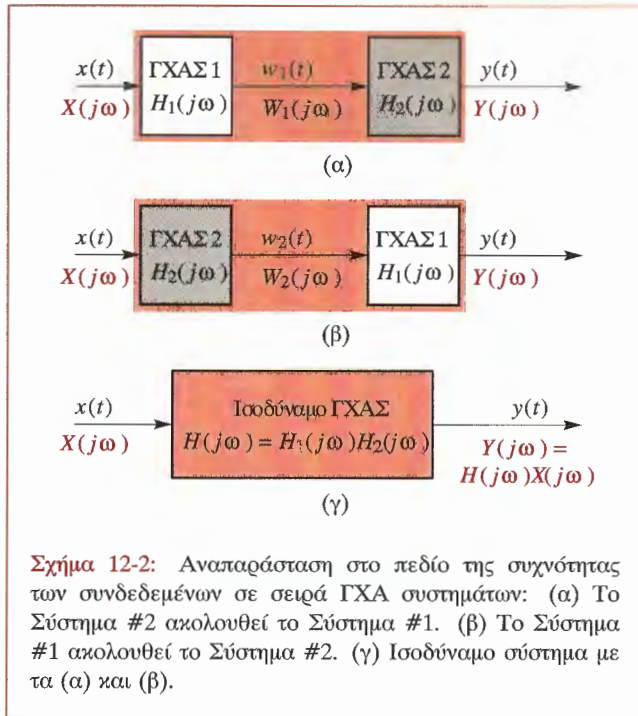 x(t) ΓΧΑΣ 1 w₁(t) ΓΧΑΣ 2 y(t)
X(jω) H₁(jω) W₁(jω) H₂(jω) Y(jω)
(α)
x(t) ΓΧΑΣ 2 w₂(t) ΓΧΑΣ 1 y(t)
X(jω) H₂(jω) W₂(jω) H₁(jω) Y(jω)
(β)
x(t) Ισοδύναμο ΓΧΑΣ y(t)
X(jω) H(jω) = H₁(jω)H₂(jω) Y(jω) =
H(jω)X(jω)
(γ)
Σχήμα 12-2: Αναπαράσταση στο πεδίο της συχνότητας
των συνδεδεμένων σε σειρά ΓΧΑ συστημάτων: (α) Το
Σύστημα #2 ακολουθεί το Σύστημα #1. (β) Το Σύστημα
#1 ακολουθεί το Σύστημα #2. (γ) Ισοδύναμο σύστημα με
τα (α) και (β).